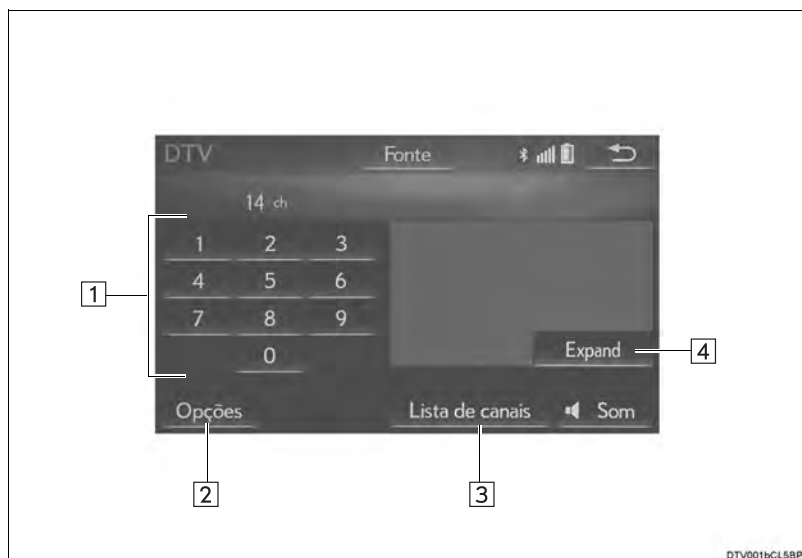 DTV Fonte
14 ch
1 2 3
4 5 6
7 8 9
0
Expand
Opções Lista de canais Som
1
2
3
4
DTV001bCL5BP